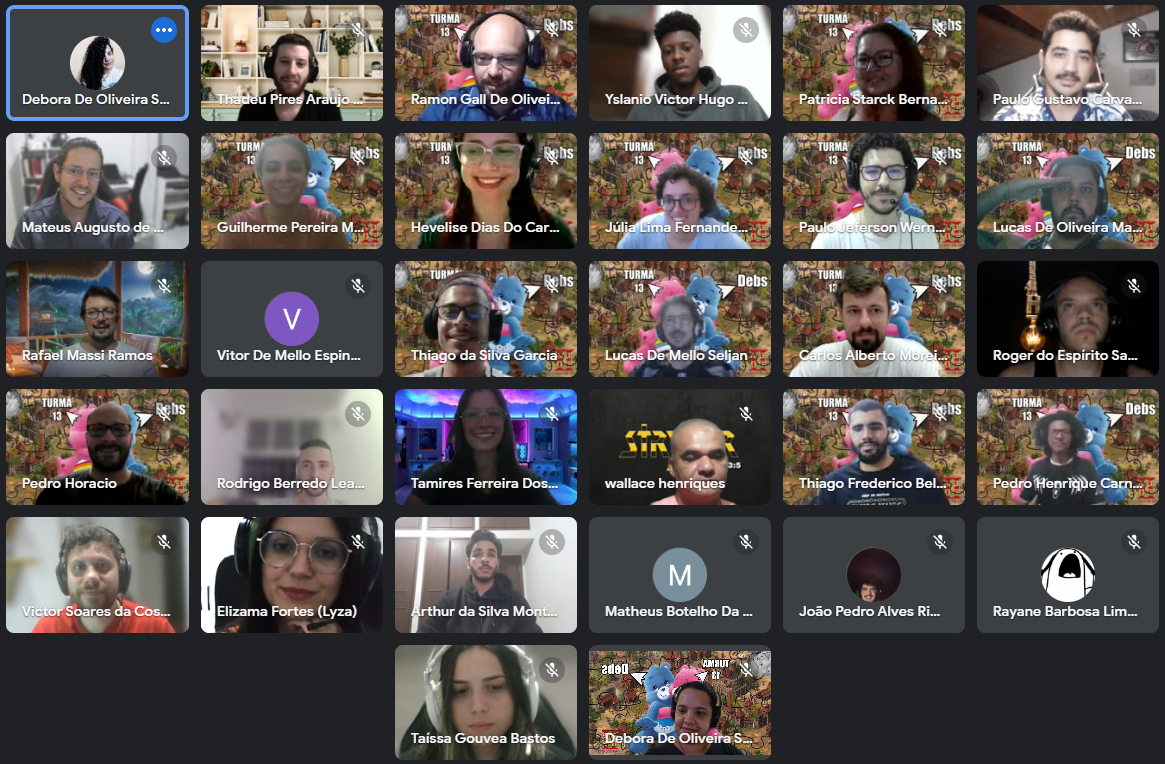 Debora De Oliveira S...
Thadeu Pires Araujo ...
TURMA
13
Debs
Ramon Gall De Olivei...
Yslanio Victor Hugo ...
TURMA
13
Debs
Patricia Starck Berna...
Paulo Gustavo Carva...
Mateus Augusto de ...
TURMA
13
Debs
Guilherme Pereira M...
TURM
13
Debs
Hevelise Dias Do Car...
TURMA
13
Debs
Júlia Lima Fernande...
TURMA
13
Debs
Paulo Jeferson Wern...
TURMA
13
Debs
Lucas De Oliveira Ma...
Rafael Massi Ramos
V
Vitor De Mello Espin...
TURMA
13
Debs
Thiago da Silva Garcia
TURMA
13
Debs
Lucas De Mello Seljan
TURMA
13
Debs
Carlos Alberto Morei...
Roger do Espirito Sa...
TURMA
13
Debs
Pedro Horacio
Rodrigo Berredo Lea...
Tamires Ferreira Dos...
3:5
wallace henriques
TURMA
13
Debs
Thiago Frederico Bel...
TURMA
13
Debs
Pedro Henrique Carn...
Victor Soares da Cos...
Elizama Fortes (Lyza)
Arthur da Silva Mont...
M
Matheus Botelho Da ...
João Pedro Alves Ri...
Rayane Barbosa Lim...
Taíssa Gouvea Bastos
Debs
TURMA
13
Debora De Oliveira S...